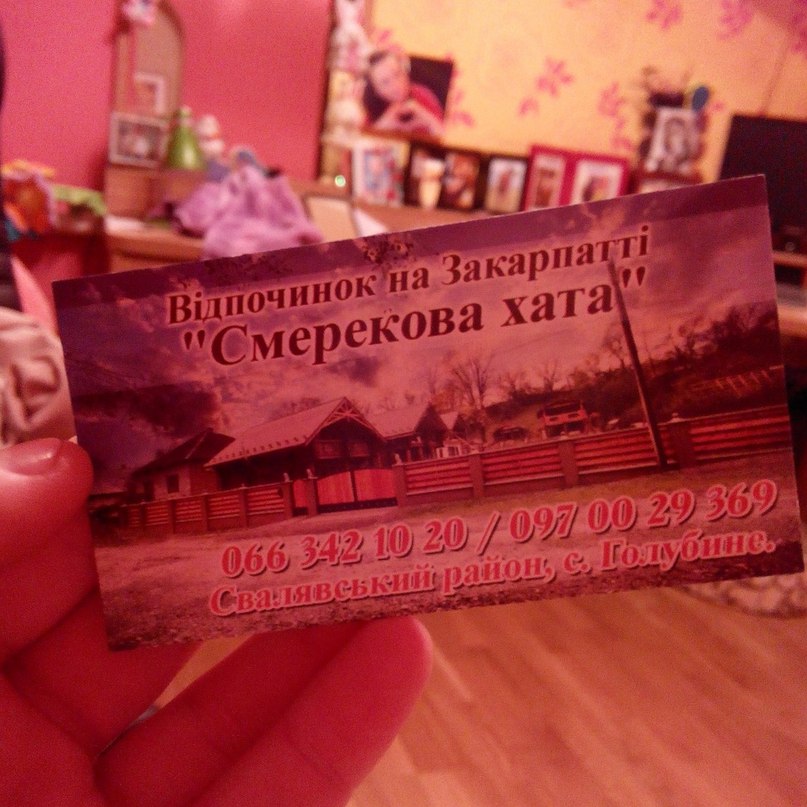 Відпочинок на Закарпатті
"Смерекова хата"
066 342 10 20 / 097 00 29 369
Свалявський район, с. Голубине.